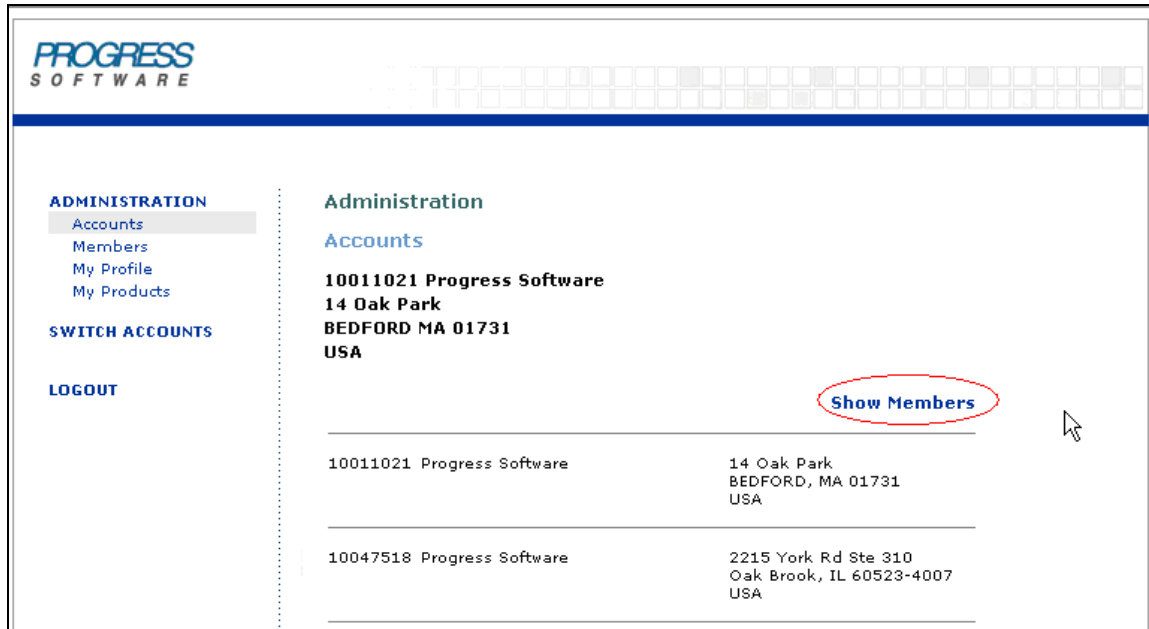 PROGRESS
SOFTWARE
ADMINISTRATION
Accounts
Members
My Profile
My Products
SWITCH ACCOUNTS
LOGOUT
Administration
Accounts
10011021 Progress Software
14 Oak Park
BEDFORD MA 01731
USA
Show Members
10011021 Progress Software
14 Oak Park
BEDFORD, MA 01731
USA
10047518 Progress Software
2215 York Rd Ste 310
Oak Brook, IL 60523-4007
USA